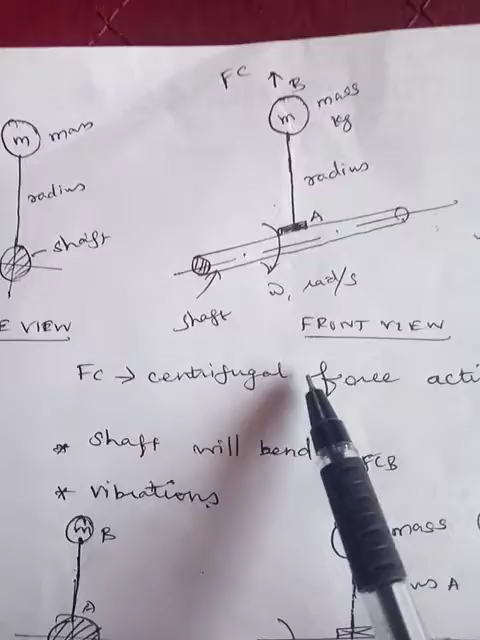 FC ↑ B
m mass
m mass
kg
radius
radius
A
shaft
ω, rad/s
shaft
E VIEW
FRONT VIEW
Fc → centrifugal force acti
* shaft will bend
FCB
* vibrations
m B
mass
A
us A